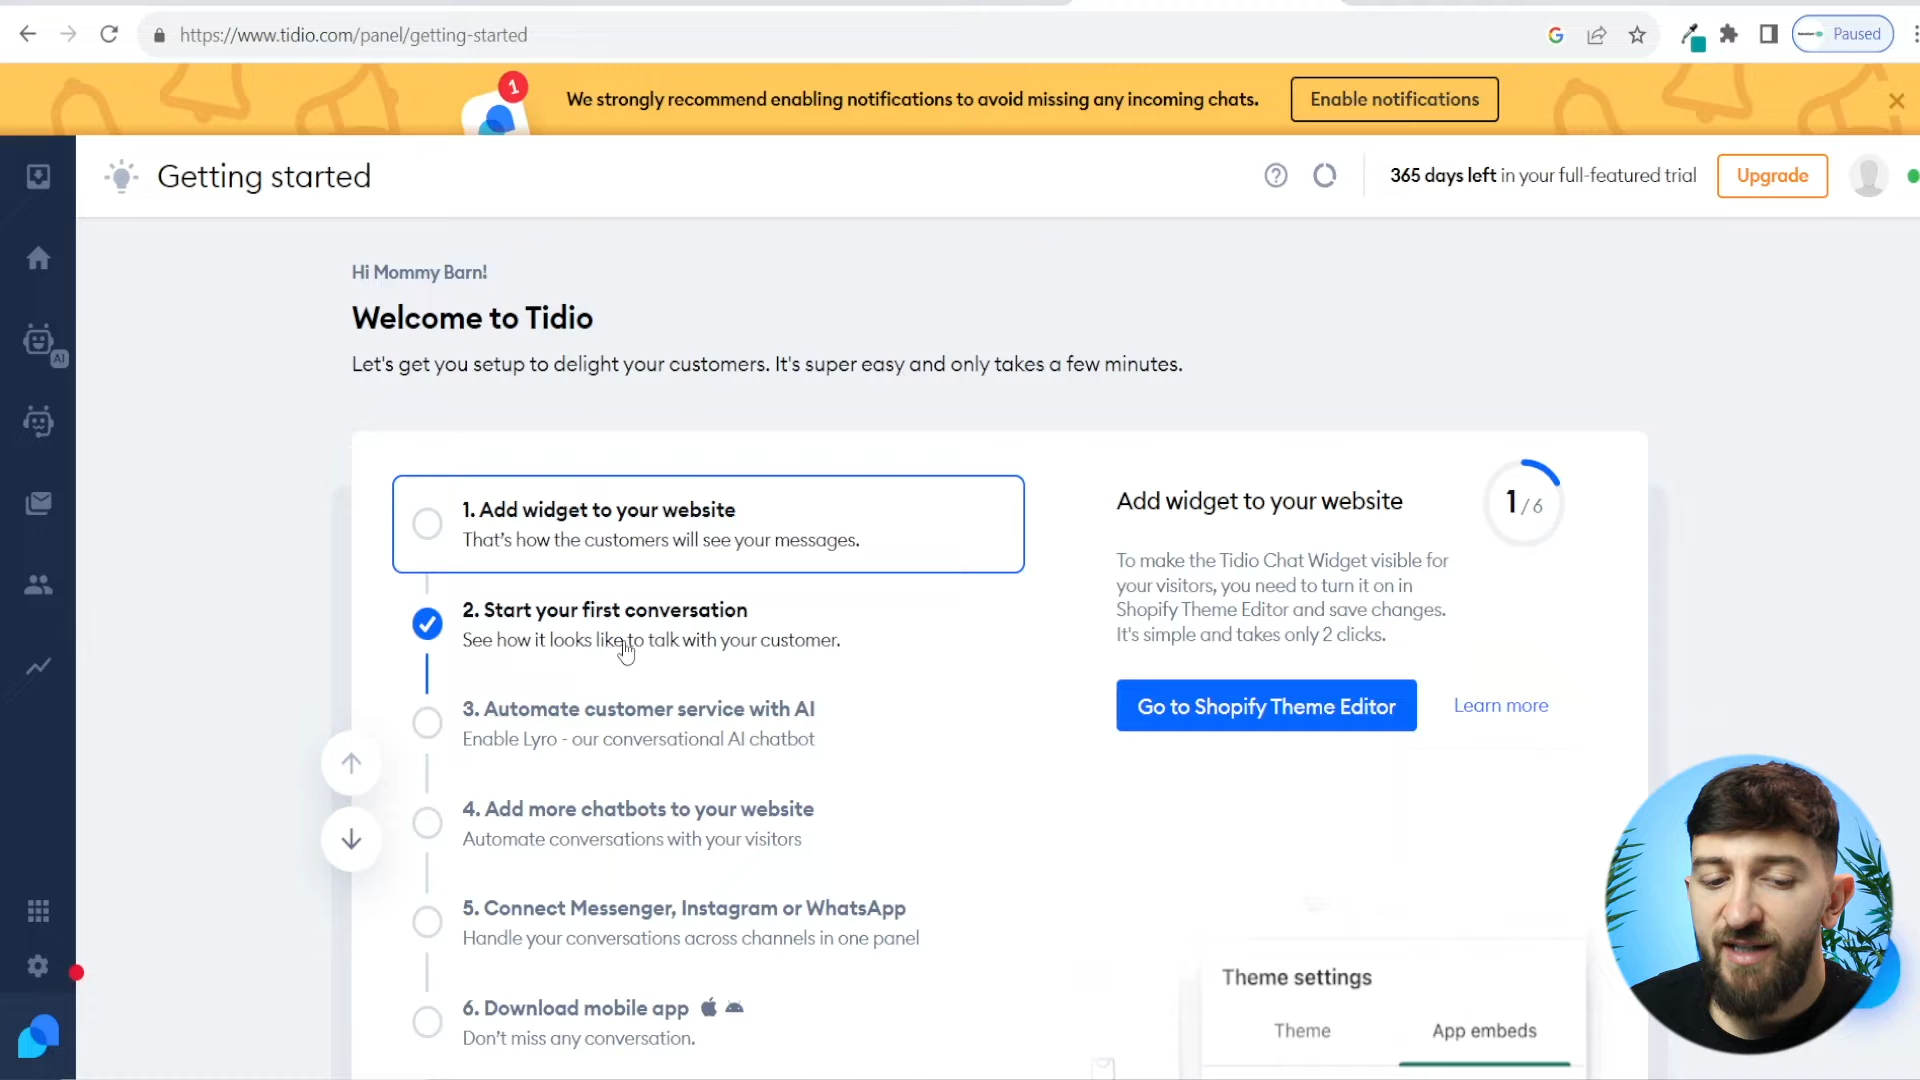 https://www.tidio.com/panel/getting-started
Paused
1
We strongly recommend enabling notifications to avoid missing any incoming chats.
Enable notifications
Getting started
365 days left in your full-featured trial
Upgrade
AI
Hi Mommy Barn!
Welcome to Tidio
Let's get you setup to delight your customers. It's super easy and only takes a few minutes.
1. Add widget to your website
That's how the customers will see your messages.
2. Start your first conversation
See how it looks like to talk with your customer.
3. Automate customer service with AI
Enable Lyro - our conversational AI chatbot
4. Add more chatbots to your website
Automate conversations with your visitors
5. Connect Messenger, Instagram or WhatsApp
Handle your conversations across channels in one panel
6. Download mobile app
Don't miss any conversation.
Add widget to your website
1/6
To make the Tidio Chat Widget visible for
your visitors, you need to turn it on in
Shopify Theme Editor and save changes.
It's simple and takes only 2 clicks.
Go to Shopify Theme Editor
Learn more
Theme settings
Theme
App embeds